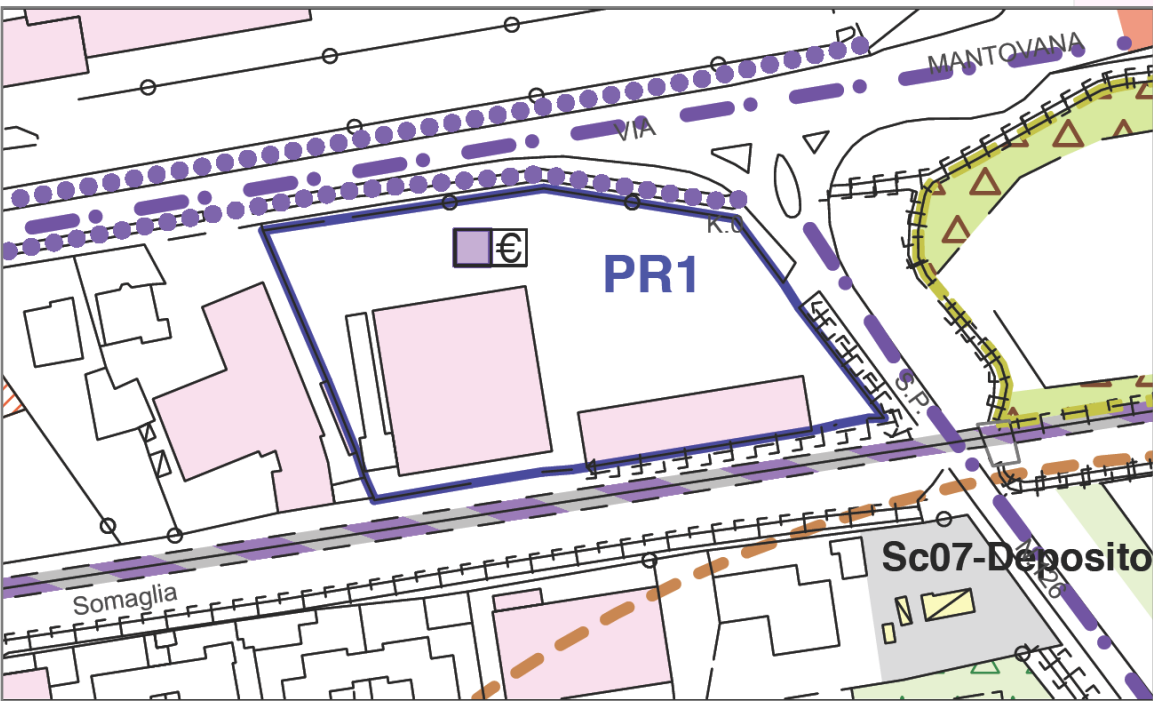 MANTOVANA
VIA
K.
€
PR1
S.P.
Sc07-Deposito
Somaglia